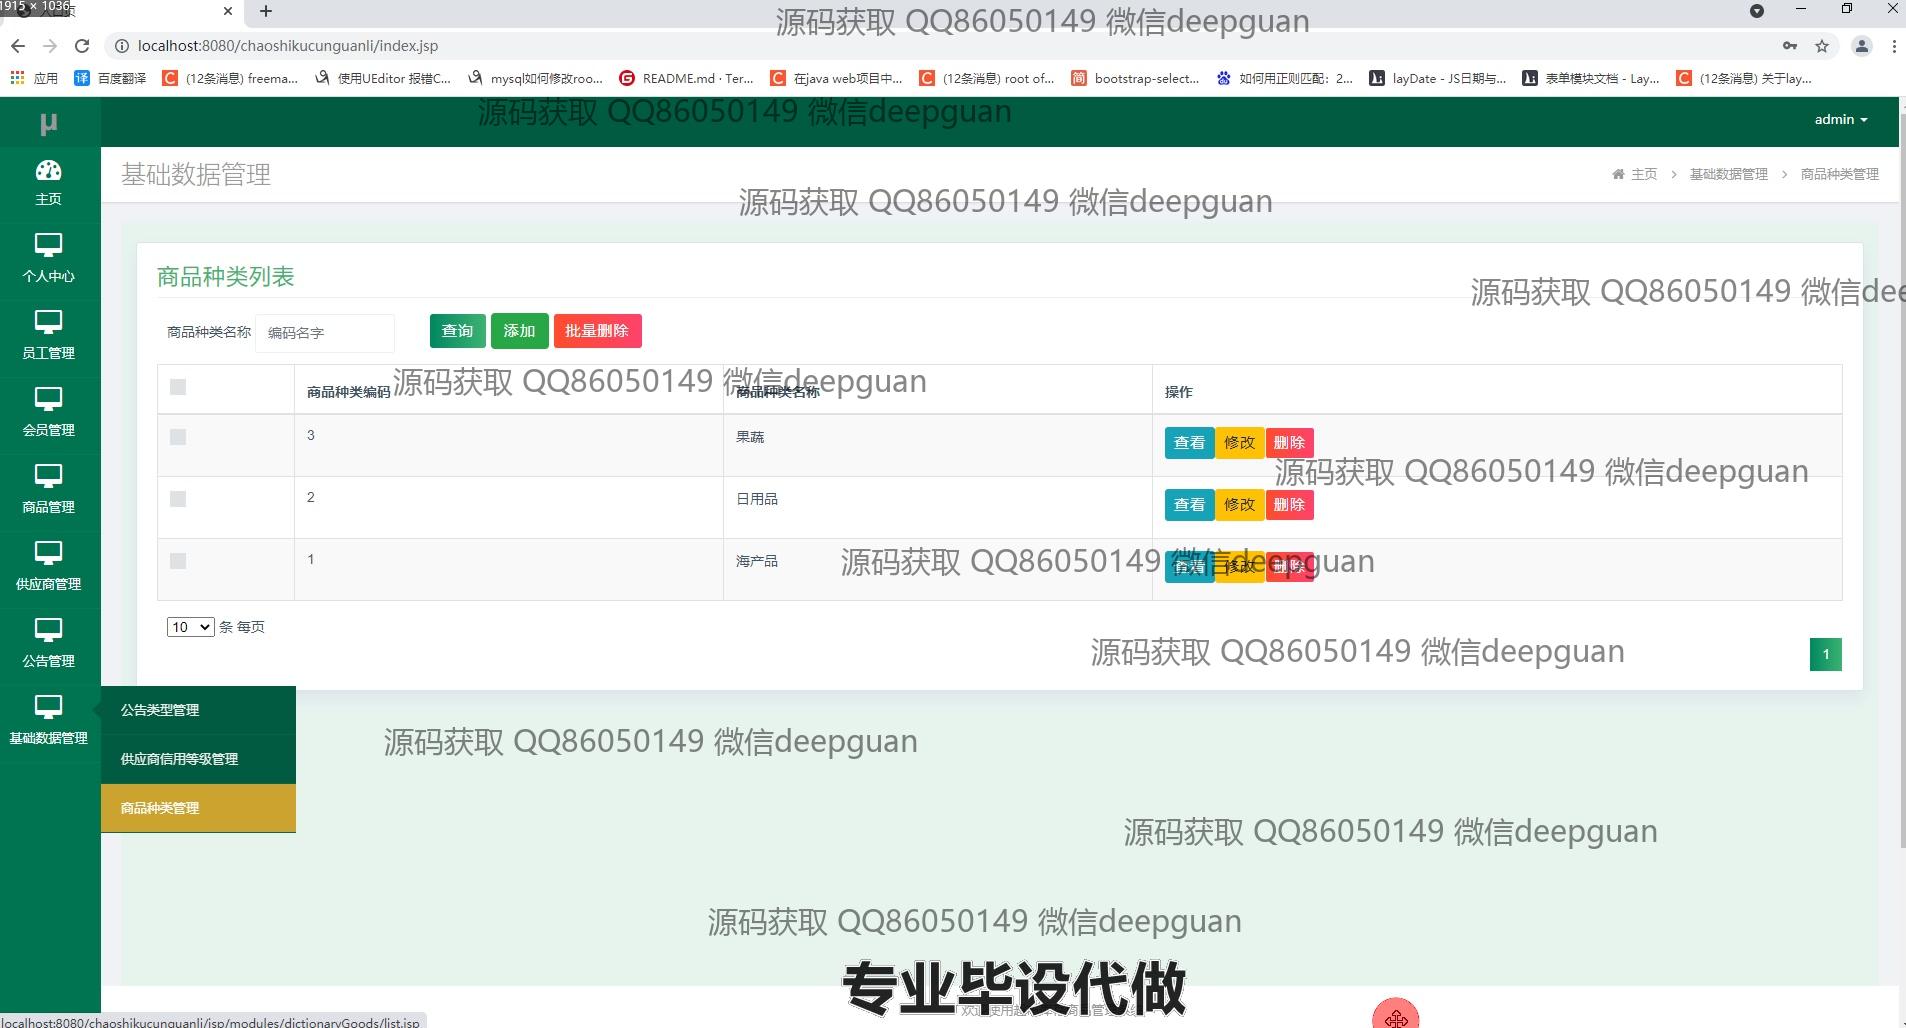 1915 × 1036
源码获取 QQ86050149 微信deepguan
localhost:8080/chaoshikucunguanli/index.jsp
应用
百度翻译
(12条消息) freema...
使用UEditor 报错C...
mysql如何修改roo...
README.md · Ter...
在java web项目中...
(12条消息) root of...
bootstrap-select...
如何用正则匹配：2...
layDate - JS日期与...
表单模块文档 - Lay...
(12条消息) 关于lay...
μ
源码获取 QQ86050149 微信deepguan
admin
主页
基础数据管理
主页 > 基础数据管理 > 商品种类管理
源码获取 QQ86050149 微信deepguan
个人中心
商品种类列表
源码获取 QQ86050149 微信dee
员工管理
商品种类名称 编码名字 查询 添加 批量删除
源码获取 QQ86050149 微信deepguan
商品种类编码 商品种类名称 操作
会员管理
3 果蔬 查看 修改 删除
源码获取 QQ86050149 微信deepguan
商品管理
2 日用品 查看 修改 删除
源码获取 QQ86050149 微信deepguan
1 海产品 查看 修改 删除
供应商管理
10 条 每页
源码获取 QQ86050149 微信deepguan
1
公告管理
基础数据管理
公告类型管理
供应商信用等级管理
商品种类管理
源码获取 QQ86050149 微信deepguan
源码获取 QQ86050149 微信deepguan
源码获取 QQ86050149 微信deepguan
专业毕设代做
localhost:8080/chaoshikucunguanli/jsp/modules/dictionaryGoods/list.jsp